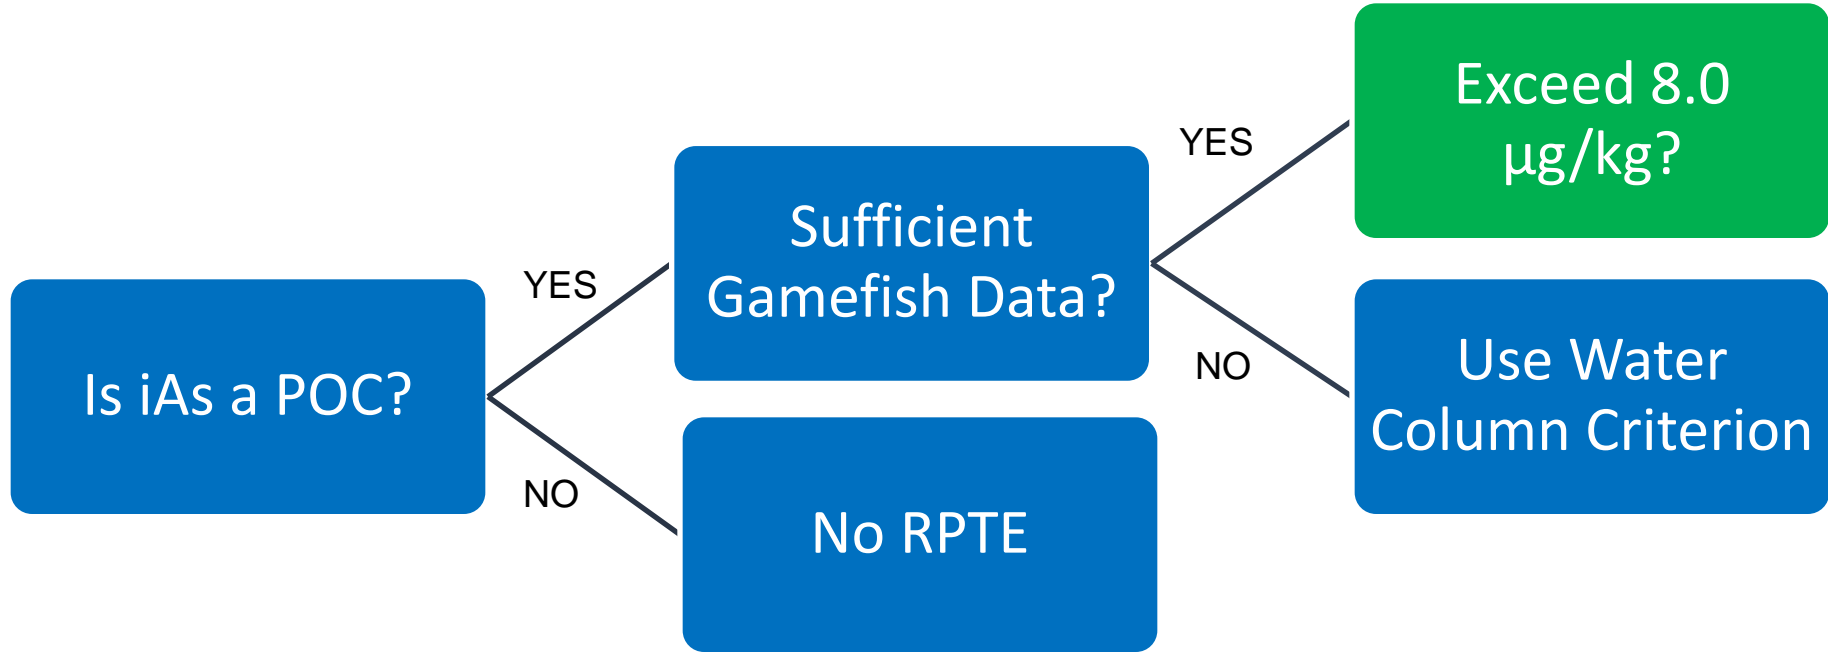 Is iAs a POC?
YES
NO
Sufficient
Gamefish Data?
No RPTE
YES
NO
Exceed 8.0
µg/kg?
Use Water
Column Criterion